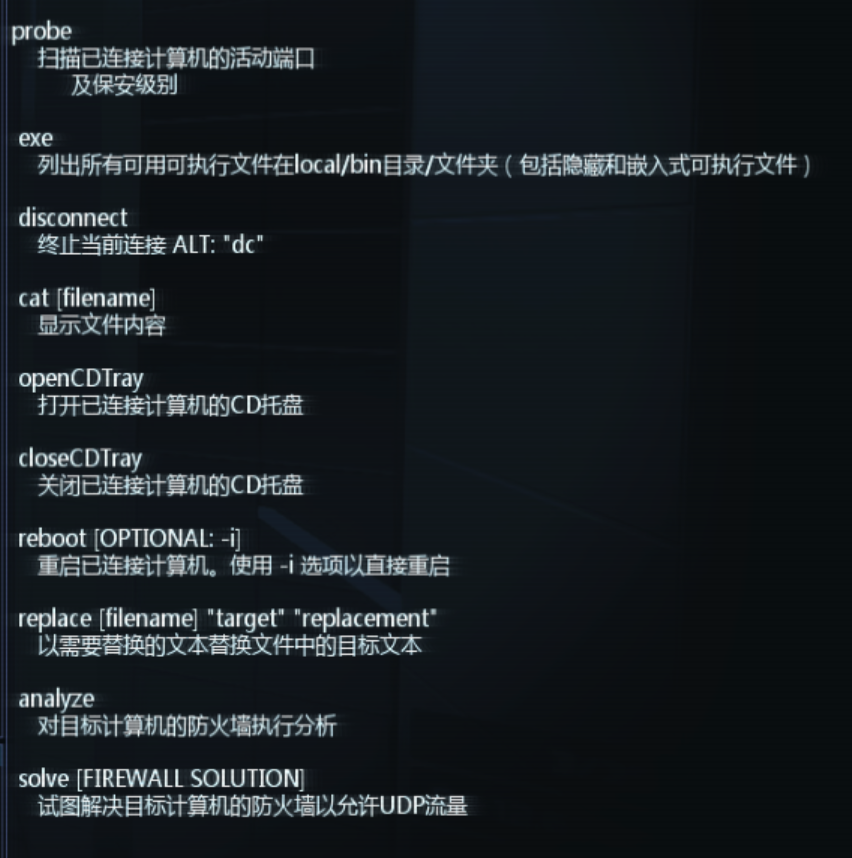 probe
扫描已连接计算机的活动端口
及保安级别
exe
列出所有可用可执行文件在local/bin目录/文件夹 ( 包括隐藏和嵌入式可执行文件 )
disconnect
终止当前连接 ALT: "dc"
cat [filename]
显示文件内容
openCDTray
打开已连接计算机的CD托盘
closeCDTray
关闭已连接计算机的CD托盘
reboot [OPTIONAL: -i]
重启已连接计算机。使用 -i 选项以直接重启
replace [filename] "target" "replacement"
以需要替换的文本替换文件中的目标文本
analyze
对目标计算机的防火墙执行分析
solve [FIREWALL SOLUTION]
试图解决目标计算机的防火墙以允许UDP流量